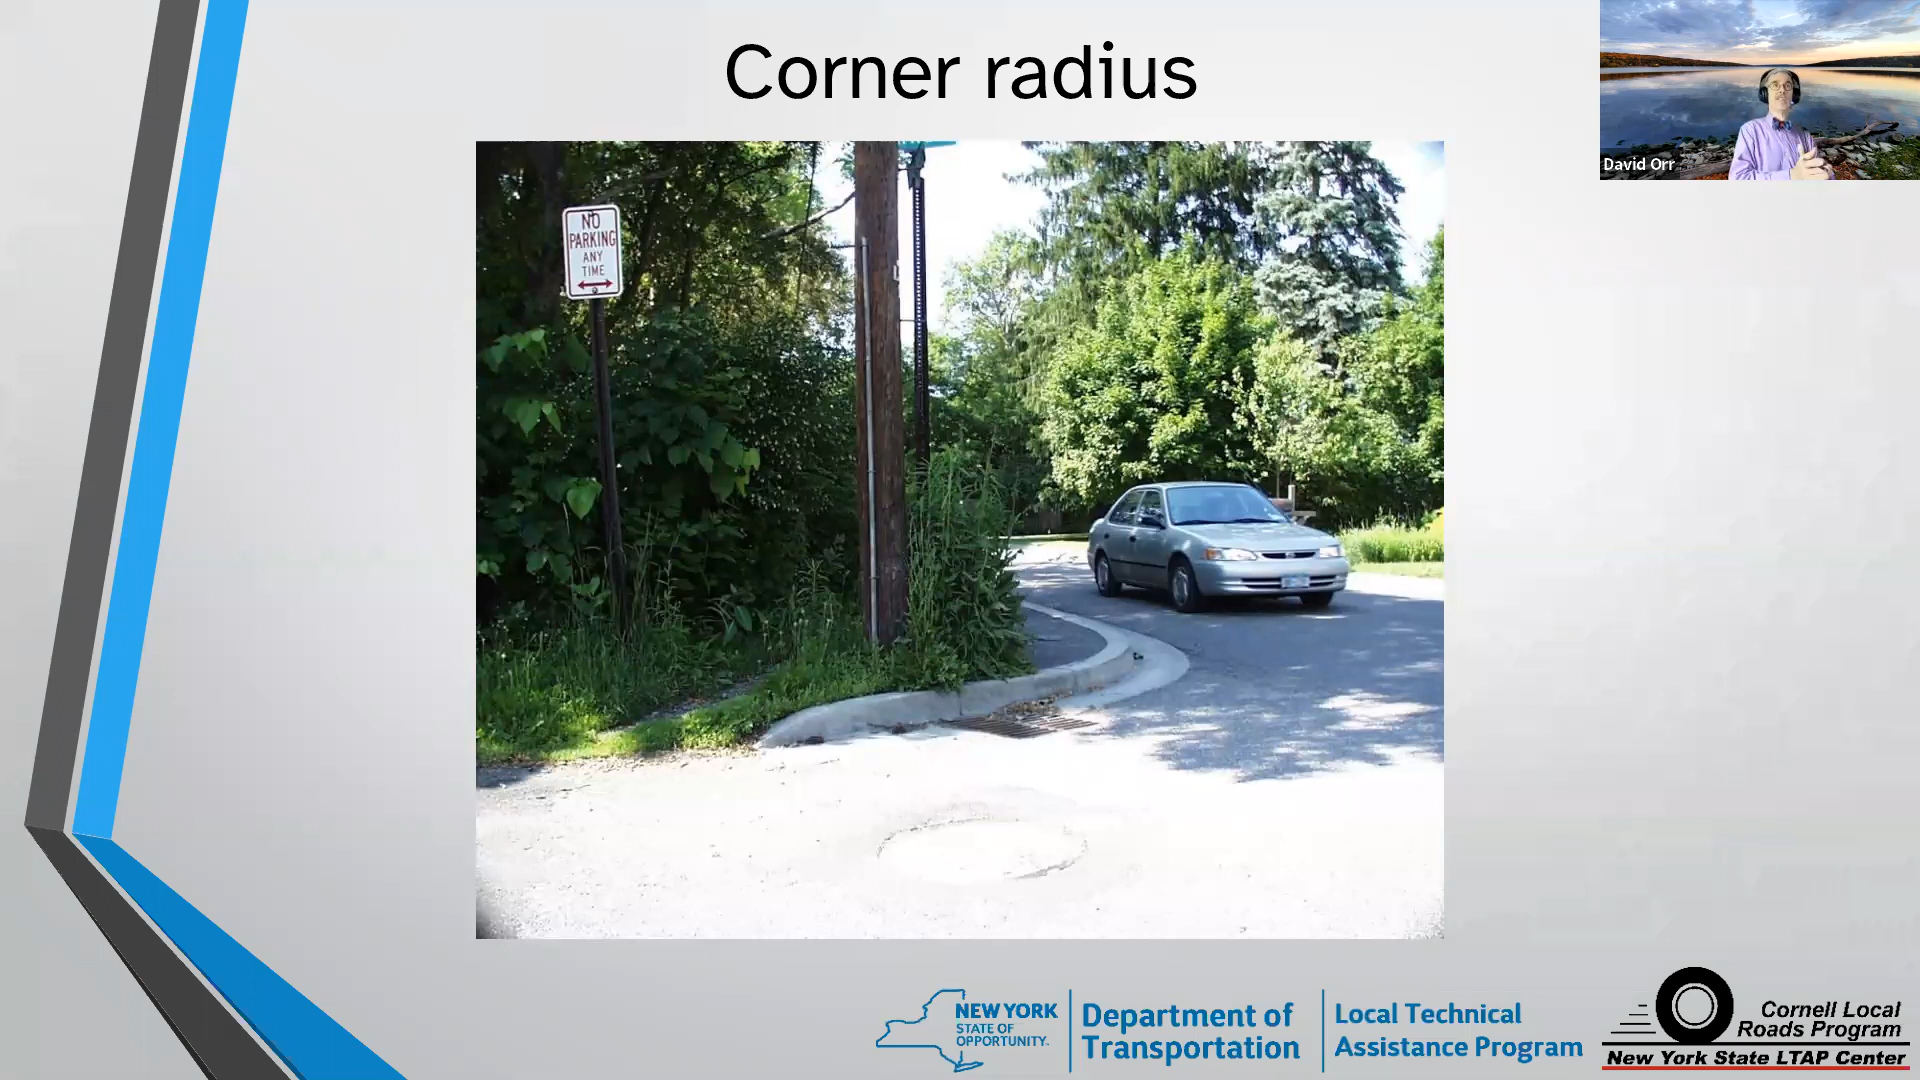 Corner radius
David Orr
NO
PARKING
ANY
TIME
NEW YORK
STATE OF
OPPORTUNITY.
Department of
Transportation
Local Technical
Assistance Program
Cornell Local
Roads Program
New York State LTAP Center